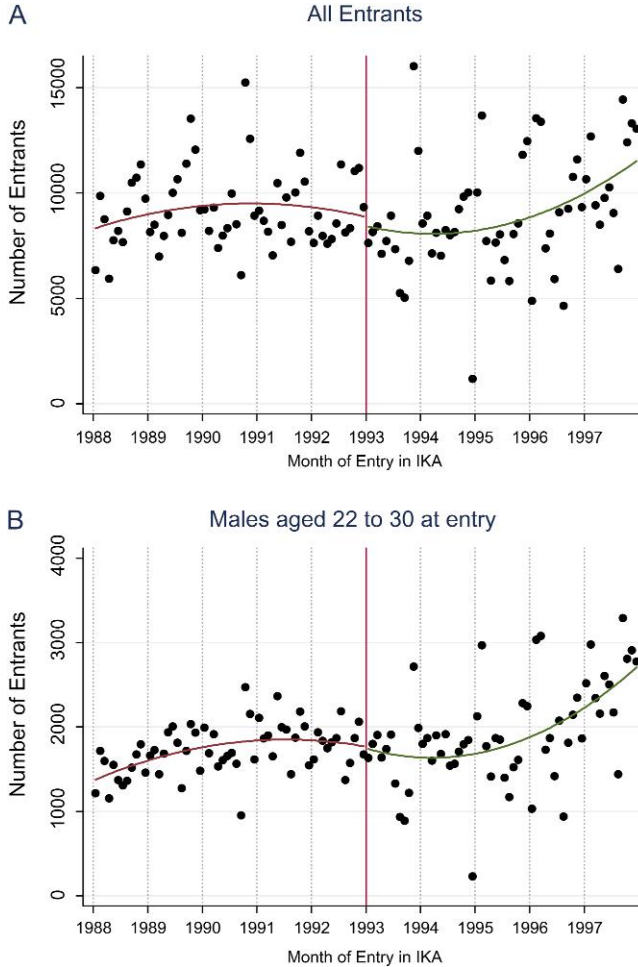 A
All Entrants
Number of Entrants
15000
10000
5000
0
1988 1989 1990 1991 1992 1993 1994 1995 1996 1997
Month of Entry in IKA
B
Males aged 22 to 30 at entry
Number of Entrants
4000
3000
2000
1000
0
1988 1989 1990 1991 1992 1993 1994 1995 1996 1997
Month of Entry in IKA